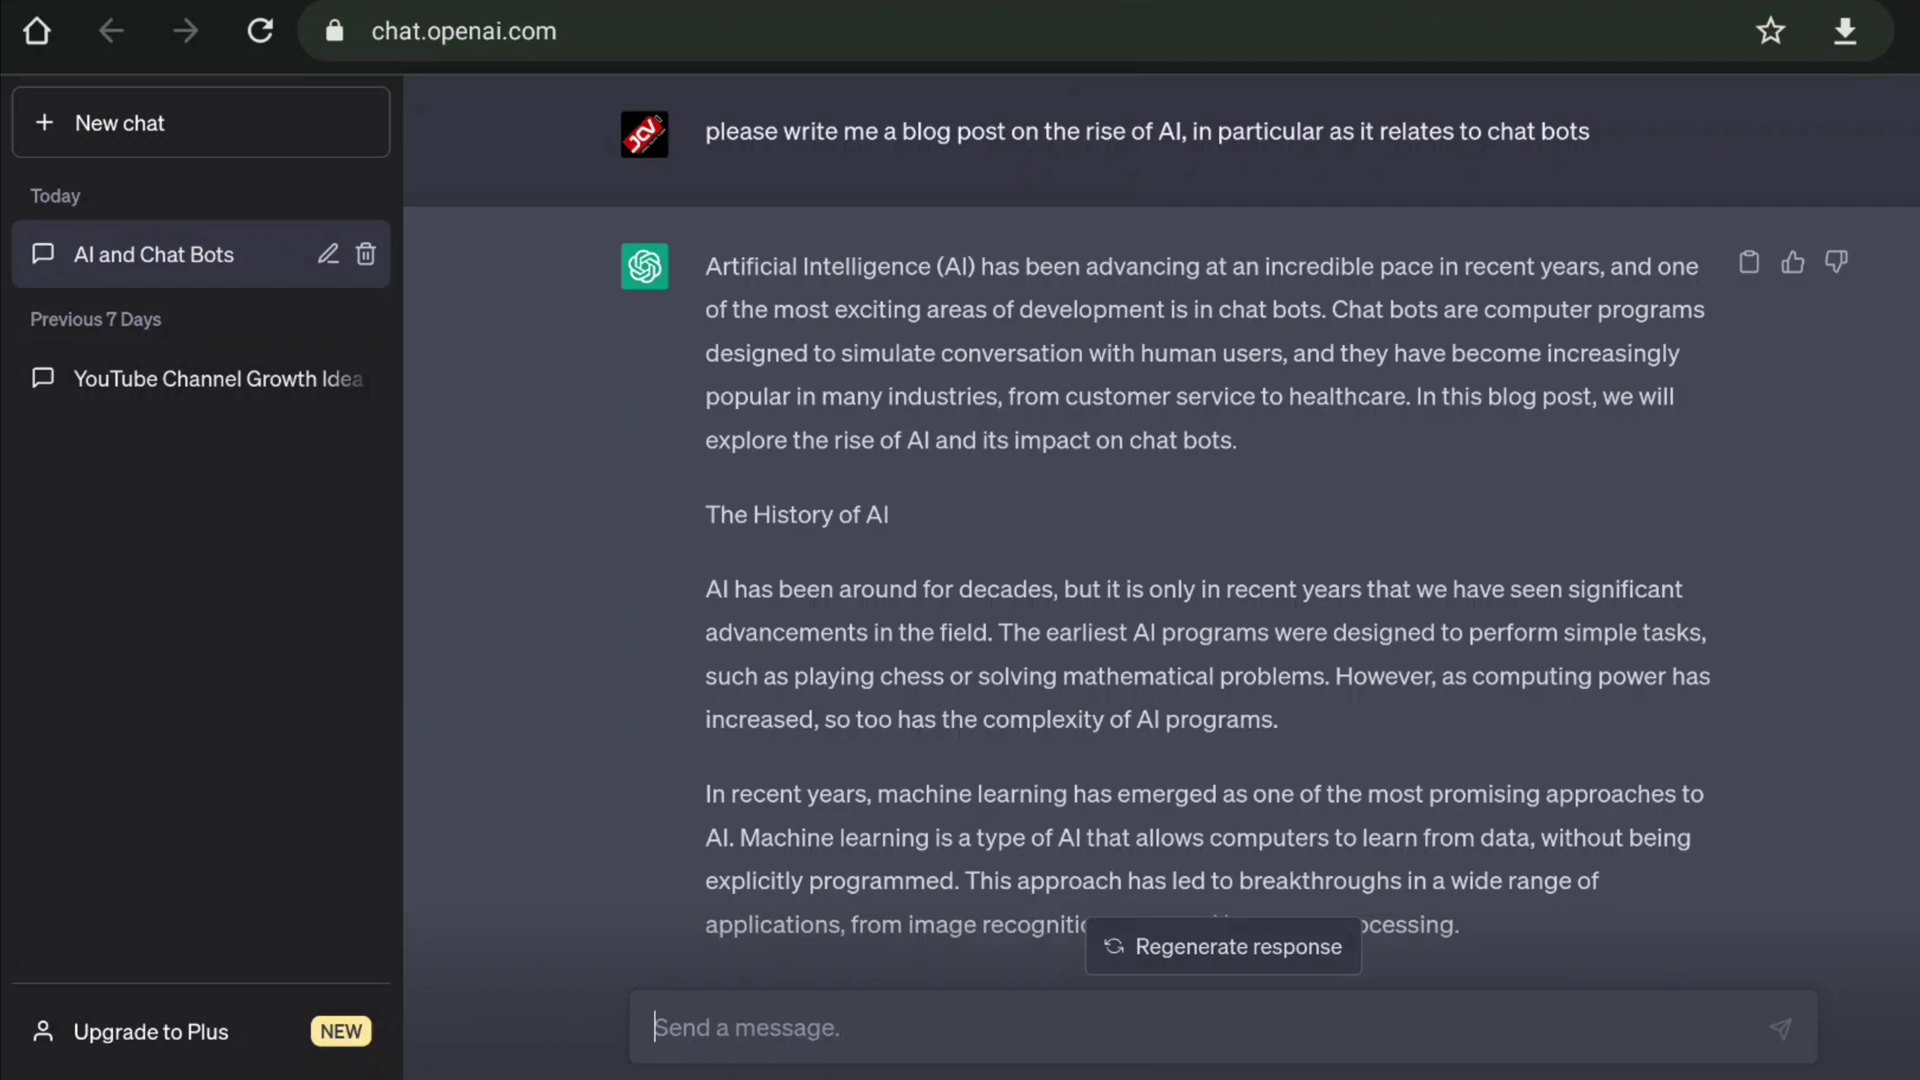 chat.openai.com
New chat
Today
AI and Chat Bots
Previous 7 Days
YouTube Channel Growth Idea
Upgrade to Plus
NEW
JCV
please write me a blog post on the rise of AI, in particular as it relates to chat bots
Artificial Intelligence (AI) has been advancing at an incredible pace in recent years, and one
of the most exciting areas of development is in chat bots. Chat bots are computer programs
designed to simulate conversation with human users, and they have become increasingly
popular in many industries, from customer service to healthcare. In this blog post, we will
explore the rise of AI and its impact on chat bots.
The History of AI
AI has been around for decades, but it is only in recent years that we have seen significant
advancements in the field. The earliest AI programs were designed to perform simple tasks,
such as playing chess or solving mathematical problems. However, as computing power has
increased, so too has the complexity of AI programs.
In recent years, machine learning has emerged as one of the most promising approaches to
AI. Machine learning is a type of AI that allows computers to learn from data, without being
explicitly programmed. This approach has led to breakthroughs in a wide range of
applications, from image recognitio ocessing.
Regenerate response
Send a message.